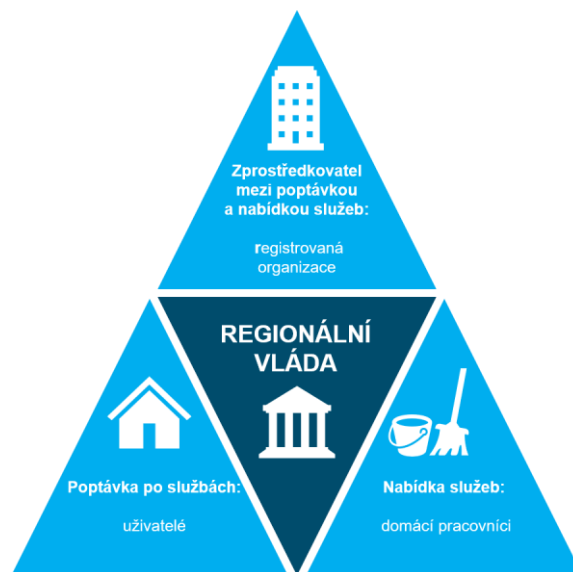 Zprostředkovatel
mezi poptávkou
a nabídkou služeb:
registrovaná
organizace
REGIONÁLNÍ
VLÁDA
Poptávka po službách:
uživatelé
Nabídka služeb:
domácí pracovníci